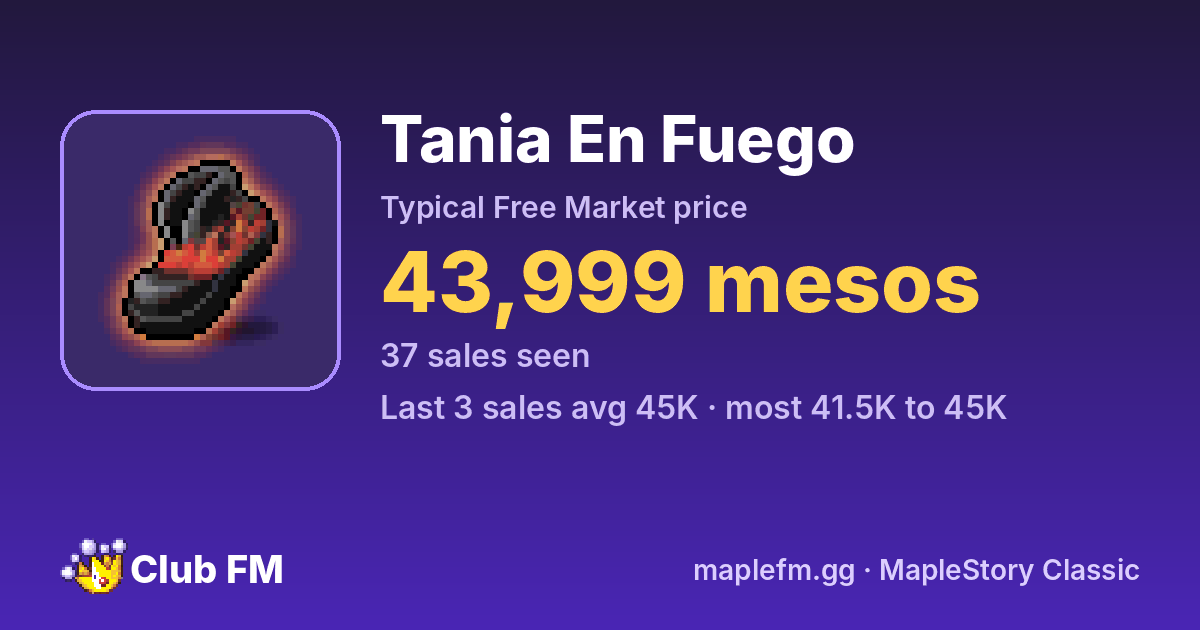 Tania En Fuego
Typical Free Market price
43,999 mesos
37 sales seen
Last 3 sales avg 45K · most 41.5K to 45K
Club FM
maplefm.gg · MapleStory Classic